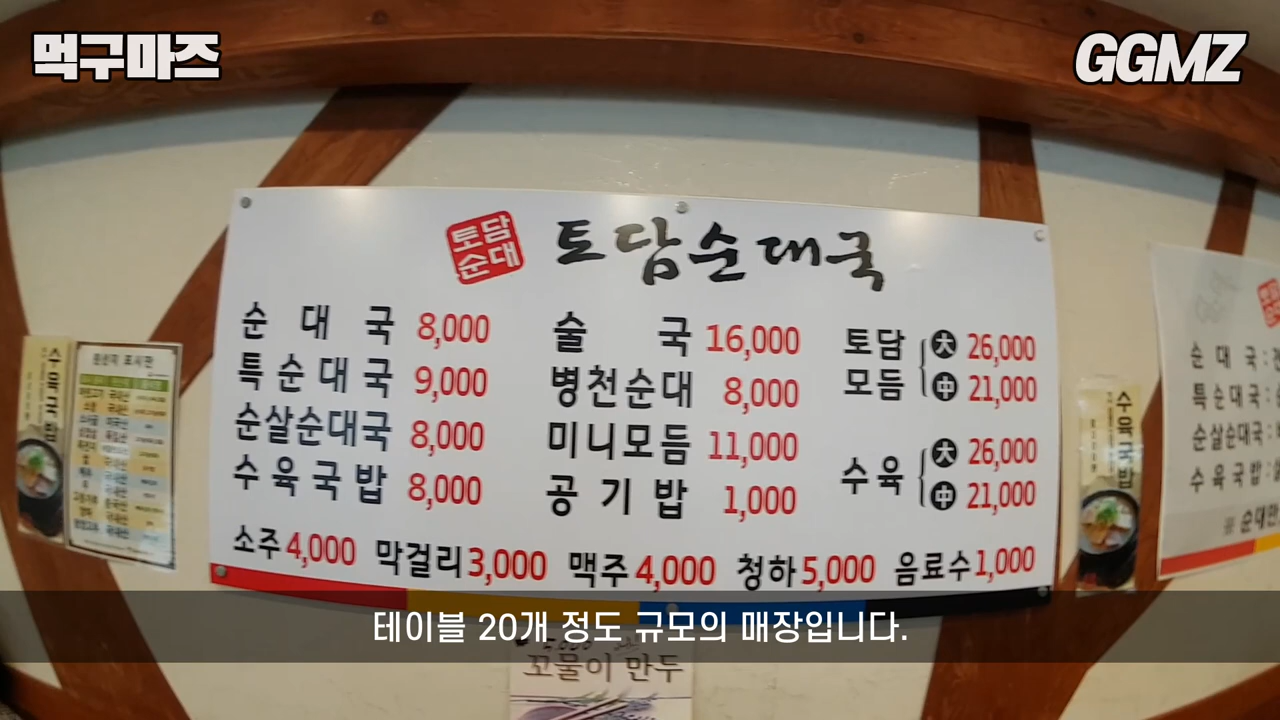 먹구마즈
GGMZ
토담
순대
토담순대국
순대국 8,000
특순대국 9,000
순살순대국 8,000
수육국밥 8,000
술국 16,000
병천순대 8,000
미니모듬 11,000
공기밥 1,000
토담모듬 大 26,000
中 21,000
수육 大 26,000
中 21,000
소주 4,000 막걸리 3,000 맥주 4,000 청하 5,000 음료수 1,000
수육국밥
원산지 표시판
수육국밥
순대국 :
특순대국 :
순살순대국 :
수육국밥 :
테이블 20개 정도 규모의 매장입니다.
꼬물이 만두